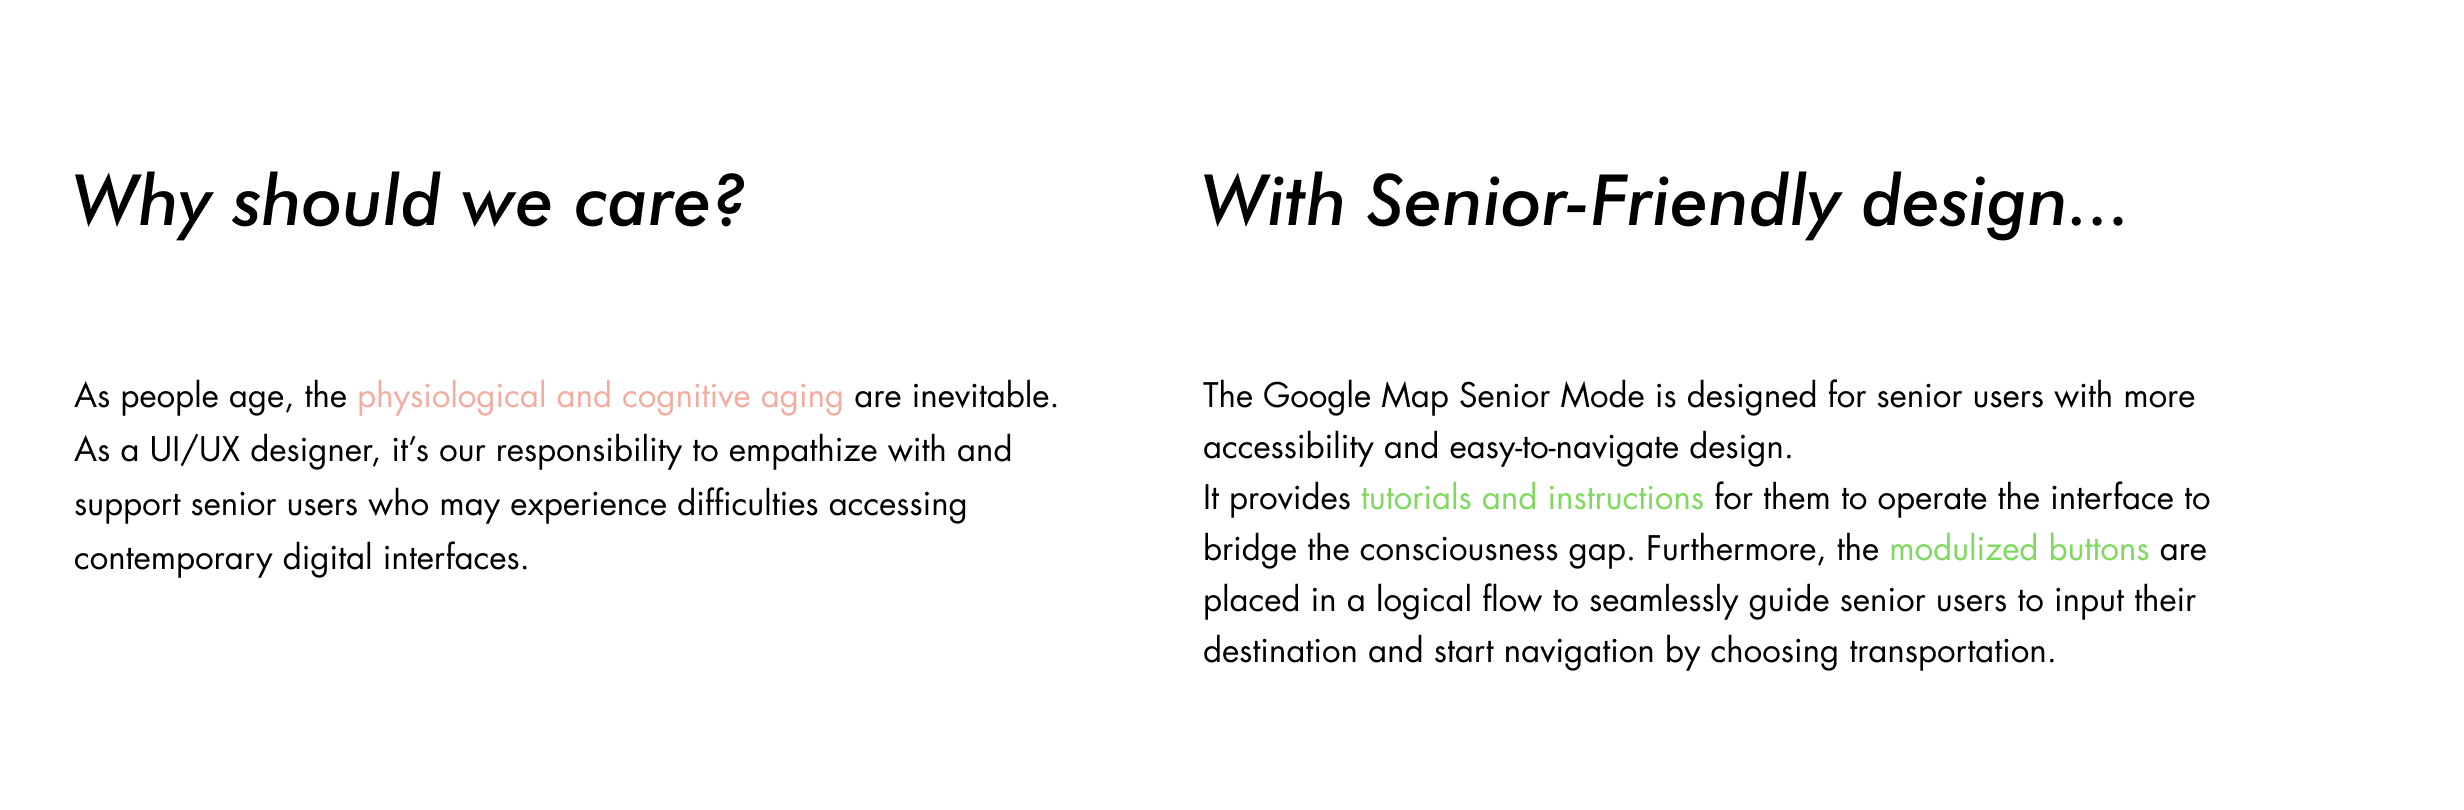 Why should we care?
As people age, the physiological and cognitive aging are inevitable.
As a UI/UX designer, it’s our responsibility to empathize with and
support senior users who may experience difficulties accessing
contemporary digital interfaces.
With Senior-Friendly design...
The Google Map Senior Mode is designed for senior users with more
accessibility and easy-to-navigate design.
It provides tutorials and instructions for them to operate the interface to
bridge the consciousness gap. Furthermore, the modulized buttons are
placed in a logical flow to seamlessly guide senior users to input their
destination and start navigation by choosing transportation.